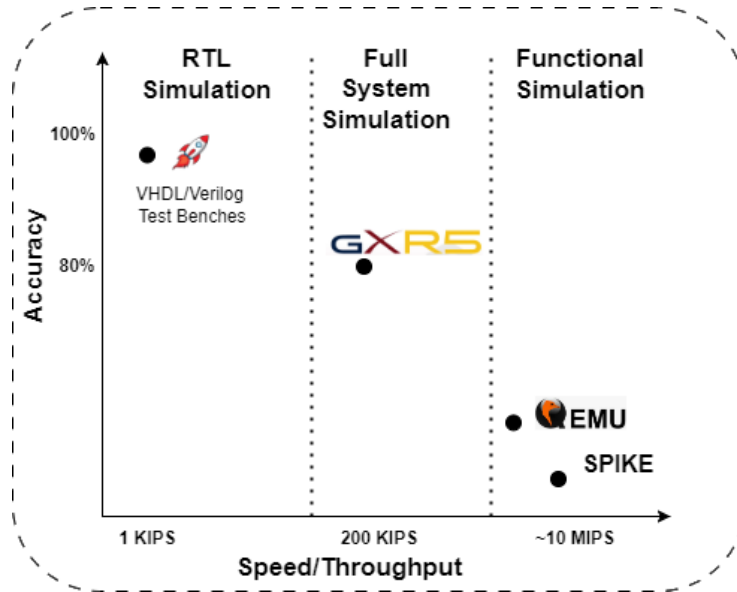 RTL
Simulation
Full
System
Simulation
Functional
Simulation
100%
VHDL/Verilog
Test Benches
GXR5
80%
Accuracy
QEMU
SPIKE
1 KIPS
200 KIPS
~10 MIPS
Speed/Throughput